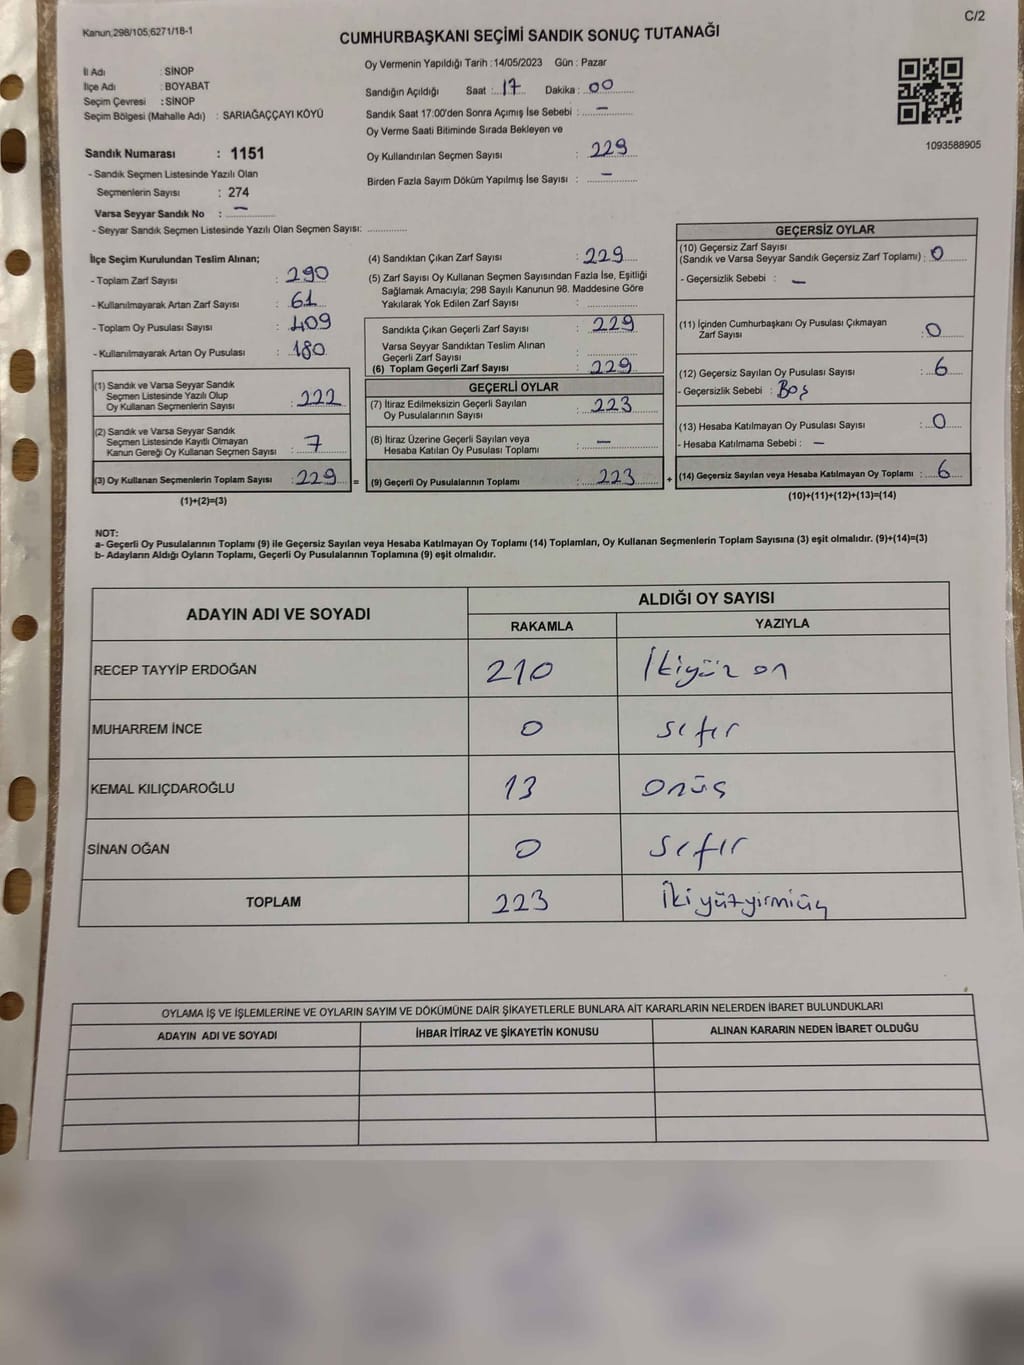 C/2
Kanun,298/105;6271/18-1
CUMHURBAŞKANI SEÇİMİ SANDIK SONUÇ TUTANAĞI
İl Adı : SİNOP
İlçe Adı : BOYABAT
Seçim Çevresi : SİNOP
Seçim Bölgesi (Mahalle Adı) : SARIAĞAÇÇAYI KÖYÜ
Sandık Numarası : 1151
- Sandık Seçmen Listesinde Yazılı Olan
Seçmenlerin Sayısı : 274
Varsa Seyyar Sandık No : –
- Seyyar Sandık Seçmen Listesinde Yazılı Olan Seçmen Sayısı: ..............
Oy Vermenin Yapıldığı Tarih : 14/05/2023 Gün : Pazar
Sandığın Açıldığı Saat : 17 Dakika : 00
Sandık Saat 17:00'den Sonra Açımış İse Sebebi : –
Oy Verme Saati Bitiminde Sırada Bekleyen ve
Oy Kullandırılan Seçmen Sayısı : 229
Birden Fazla Sayım Döküm Yapılmış İse Sayısı : –
1093588905
İlçe Seçim Kurulundan Teslim Alınan;
- Toplam Zarf Sayısı : 290
- Kullanılmayarak Artan Zarf Sayısı : 61
- Toplam Oy Pusulası Sayısı : 409
- Kullanılmayarak Artan Oy Pusulası : 180
(1) Sandık ve Varsa Seyyar Sandık
Seçmen Listesinde Yazılı Olup
Oy Kullanan Seçmenlerin Sayısı : 222
(2) Sandık ve Varsa Seyyar Sandık
Seçmen Listesinde Kayıtlı Olmayan
Kanun Gereği Oy Kullanan Seçmen Sayısı : 7
(3) Oy Kullanan Seçmenlerin Toplam Sayısı : 229 =
(1)+(2)=(3)
(4) Sandıktan Çıkan Zarf Sayısı : 229
(5) Zarf Sayısı Oy Kullanan Seçmen Sayısından Fazla İse, Eşitliği
Sağlamak Amacıyla; 298 Sayılı Kanunun 98. Maddesine Göre
Yakılarak Yok Edilen Zarf Sayısı : ..............
Sandıkta Çıkan Geçerli Zarf Sayısı : 229
Varsa Seyyar Sandıktan Teslim Alınan
Geçerli Zarf Sayısı : ..............
(6) Toplam Geçerli Zarf Sayısı : 229
GEÇERLİ OYLAR
(7) İtiraz Edilmeksizin Geçerli Sayılan
Oy Pusulalarının Sayısı : 223
(8) İtiraz Üzerine Geçerli Sayılan veya
Hesaba Katılan Oy Pusulası Toplamı : –
(9) Geçerli Oy Pusulalarının Toplamı : 223 +
GEÇERSİZ OYLAR
(10) Geçersiz Zarf Sayısı
(Sandık ve Varsa Seyyar Sandık Geçersiz Zarf Toplamı) : 0
- Geçersizlik Sebebi : –
(11) İçinden Cumhurbaşkanı Oy Pusulası Çıkmayan
Zarf Sayısı : 0
(12) Geçersiz Sayılan Oy Pusulası Sayısı : 6
- Geçersizlik Sebebi : Boş
(13) Hesaba Katılmayan Oy Pusulası Sayısı : 0
- Hesaba Katılmama Sebebi : –
(14) Geçersiz Sayılan veya Hesaba Katılmayan Oy Toplamı : 6
(10)+(11)+(12)+(13)=(14)
NOT:
a- Geçerli Oy Pusulalarının Toplamı (9) ile Geçersiz Sayılan veya Hesaba Katılmayan Oy Toplamı (14) Toplamları, Oy Kullanan Seçmenlerin Toplam Sayısına (3) eşit olmalıdır. (9)+(14)=(3)
b- Adayların Aldığı Oyların Toplamı, Geçerli Oy Pusulalarının Toplamına (9) eşit olmalıdır.
ADAYIN ADI VE SOYADI ALDIĞI OY SAYISI
RAKAMLA YAZIYLA
RECEP TAYYİP ERDOĞAN 210 İkiyüz on
MUHARREM İNCE 0 sıfır
KEMAL KILIÇDAROĞLU 13 onüç
SİNAN OĞAN 0 sıfır
TOPLAM 223 İkiyüzyirmiüç
OYLAMA İŞ VE İŞLEMLERİNE VE OYLARIN SAYIM VE DÖKÜMÜNE DAİR ŞİKAYETLERLE BUNLARA AİT KARARLARIN NELERDEN İBARET BULUNDUKLARI
ADAYIN ADI VE SOYADI İHBAR İTİRAZ VE ŞİKAYETİN KONUSU ALINAN KARARIN NEDEN İBARET OLDUĞU